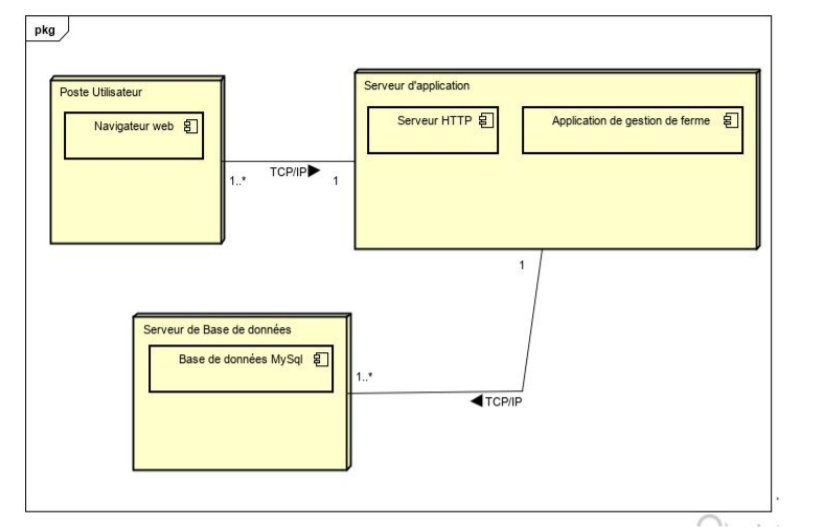 pkg
Poste Utilisateur
Navigateur web
1..*
TCP/IP
1
Serveur d'application
Serveur HTTP
Application de gestion de ferme
1
Serveur de Base de données
Base de données MySql
1..*
TCP/IP